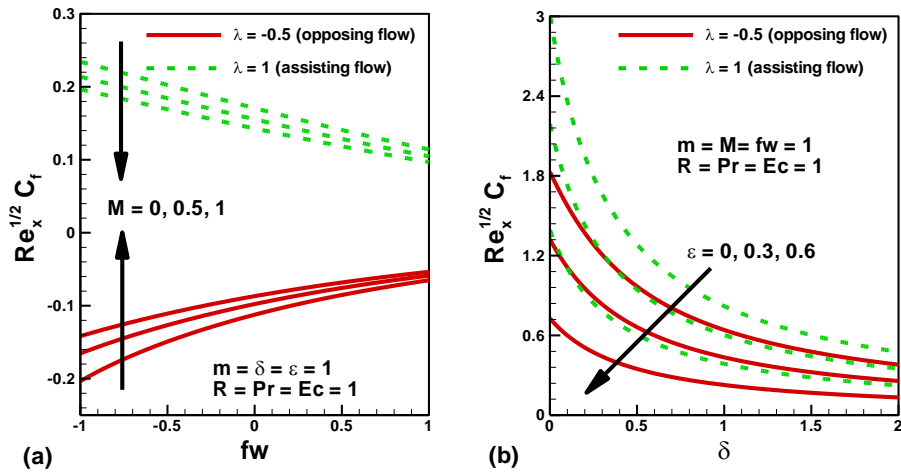 0.3
0.2
0.1
0
-0.1
-0.2
Re_x^{1/2} C_f
λ = -0.5 (opposing flow)
λ = 1 (assisting flow)
M = 0, 0.5, 1
m = δ = ε = 1
R = Pr = Ec = 1
-1 -0.5 0 0.5 1
(a) fw
3
2.4
1.8
1.2
0.6
0
Re_x^{1/2} C_f
λ = -0.5 (opposing flow)
λ = 1 (assisting flow)
m = M= fw = 1
R = Pr = Ec = 1
ε = 0, 0.3, 0.6
0 0.5 1 1.5 2
(b) δ